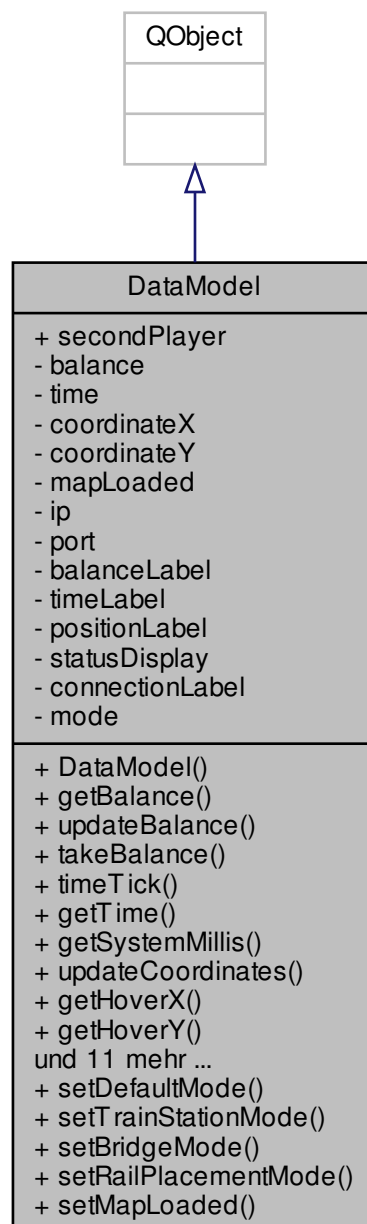 QObject
DataModel
+ secondPlayer
- balance
- time
- coordinateX
- coordinateY
- mapLoaded
- ip
- port
- balanceLabel
- timeLabel
- positionLabel
- statusDisplay
- connectionLabel
- mode
+ DataModel()
+ getBalance()
+ updateBalance()
+ takeBalance()
+ timeTick()
+ getTime()
+ getSystemMillis()
+ updateCoordinates()
+ getHoverX()
+ getHoverY()
und 11 mehr ...
+ setDefaultMode()
+ setTrainStationMode()
+ setBridgeMode()
+ setRailPlacementMode()
+ setMapLoaded()